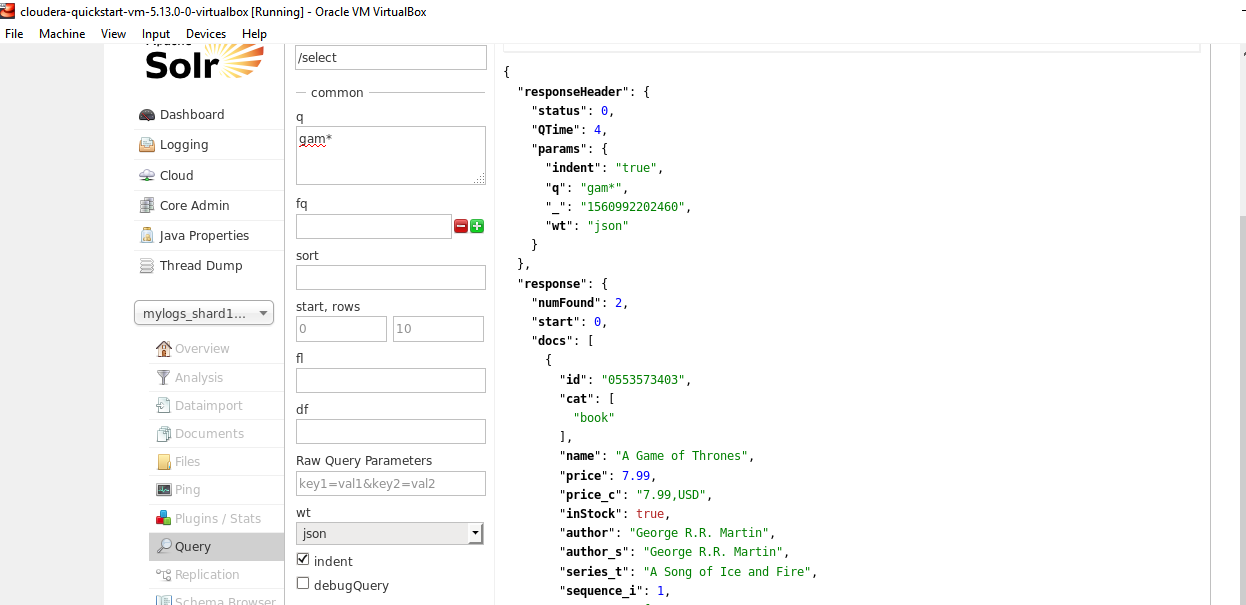 cloudera-quickstart-vm-5.13.0-0-virtualbox [Running] - Oracle VM VirtualBox
File Machine View Input Devices Help
Solr
Dashboard
Logging
Cloud
Core Admin
Java Properties
Thread Dump
mylogs_shard1...
Overview
Analysis
Dataimport
Documents
Files
Ping
Plugins / Stats
Query
Replication
Schema Browser
/select
common
q
gam*
fq
sort
start, rows
0 10
fl
df
Raw Query Parameters
key1=val1&key2=val2
wt
json
indent
debugQuery
{
"responseHeader": {
"status": 0,
"QTime": 4,
"params": {
"indent": "true",
"q": "gam*",
"_": "1560992202460",
"wt": "json"
}
},
"response": {
"numFound": 2,
"start": 0,
"docs": [
{
"id": "0553573403",
"cat": [
"book"
],
"name": "A Game of Thrones",
"price": 7.99,
"price_c": "7.99,USD",
"inStock": true,
"author": "George R.R. Martin",
"author_s": "George R.R. Martin",
"series_t": "A Song of Ice and Fire",
"sequence_i": 1,